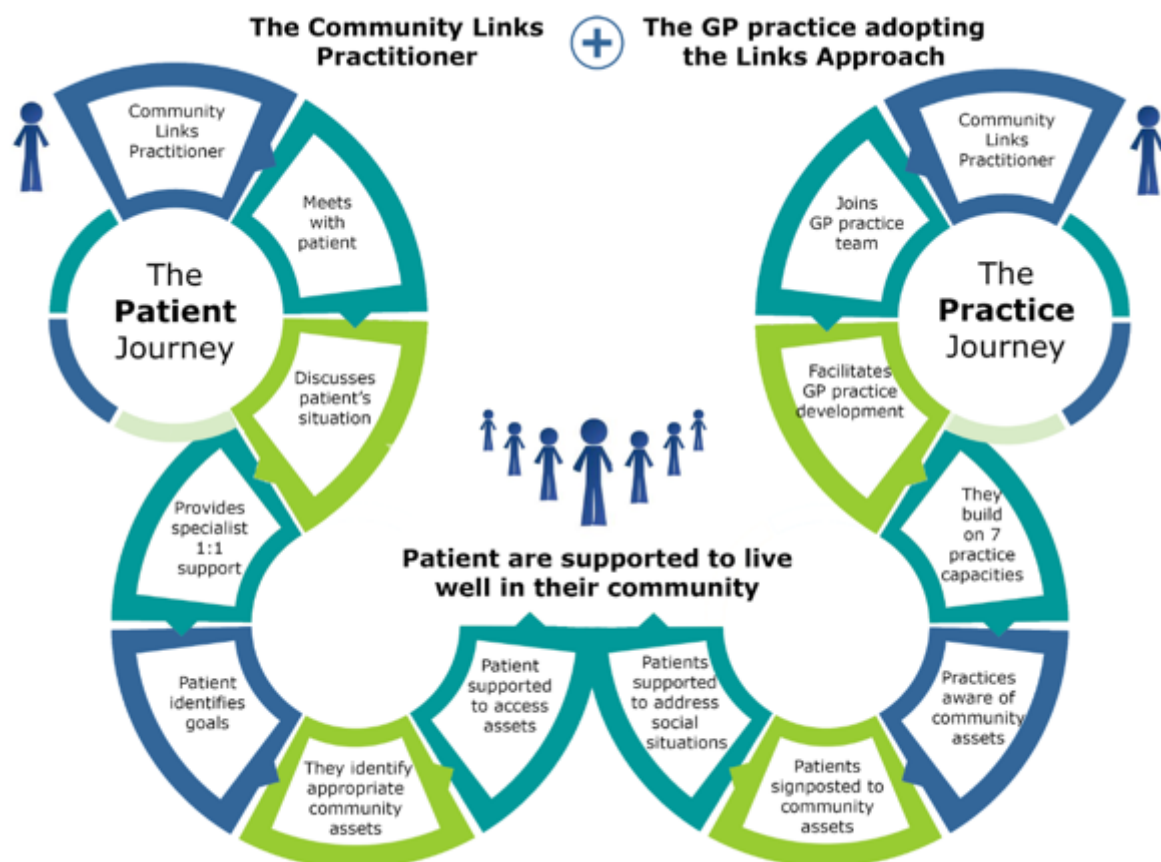 The Community Links
Practitioner
The GP practice adopting
the Links Approach
Community
Links
Practitioner
Meets
with
patient
The
Patient
Journey
Discusses
patient's
situation
Provides
specialist
1:1
support
Patient
identifies
goals
They identify
appropriate
community
assets
Patient
supported
to access
assets
Community
Links
Practitioner
Joins
GP practice
team
The
Practice
Journey
Facilitates
GP practice
development
They
build
on 7
practice
capacities
Practices
aware of
community
assets
Patients
signposted to
community
assets
Patients
supported
to address
social
situations
Patient are supported to live
well in their community